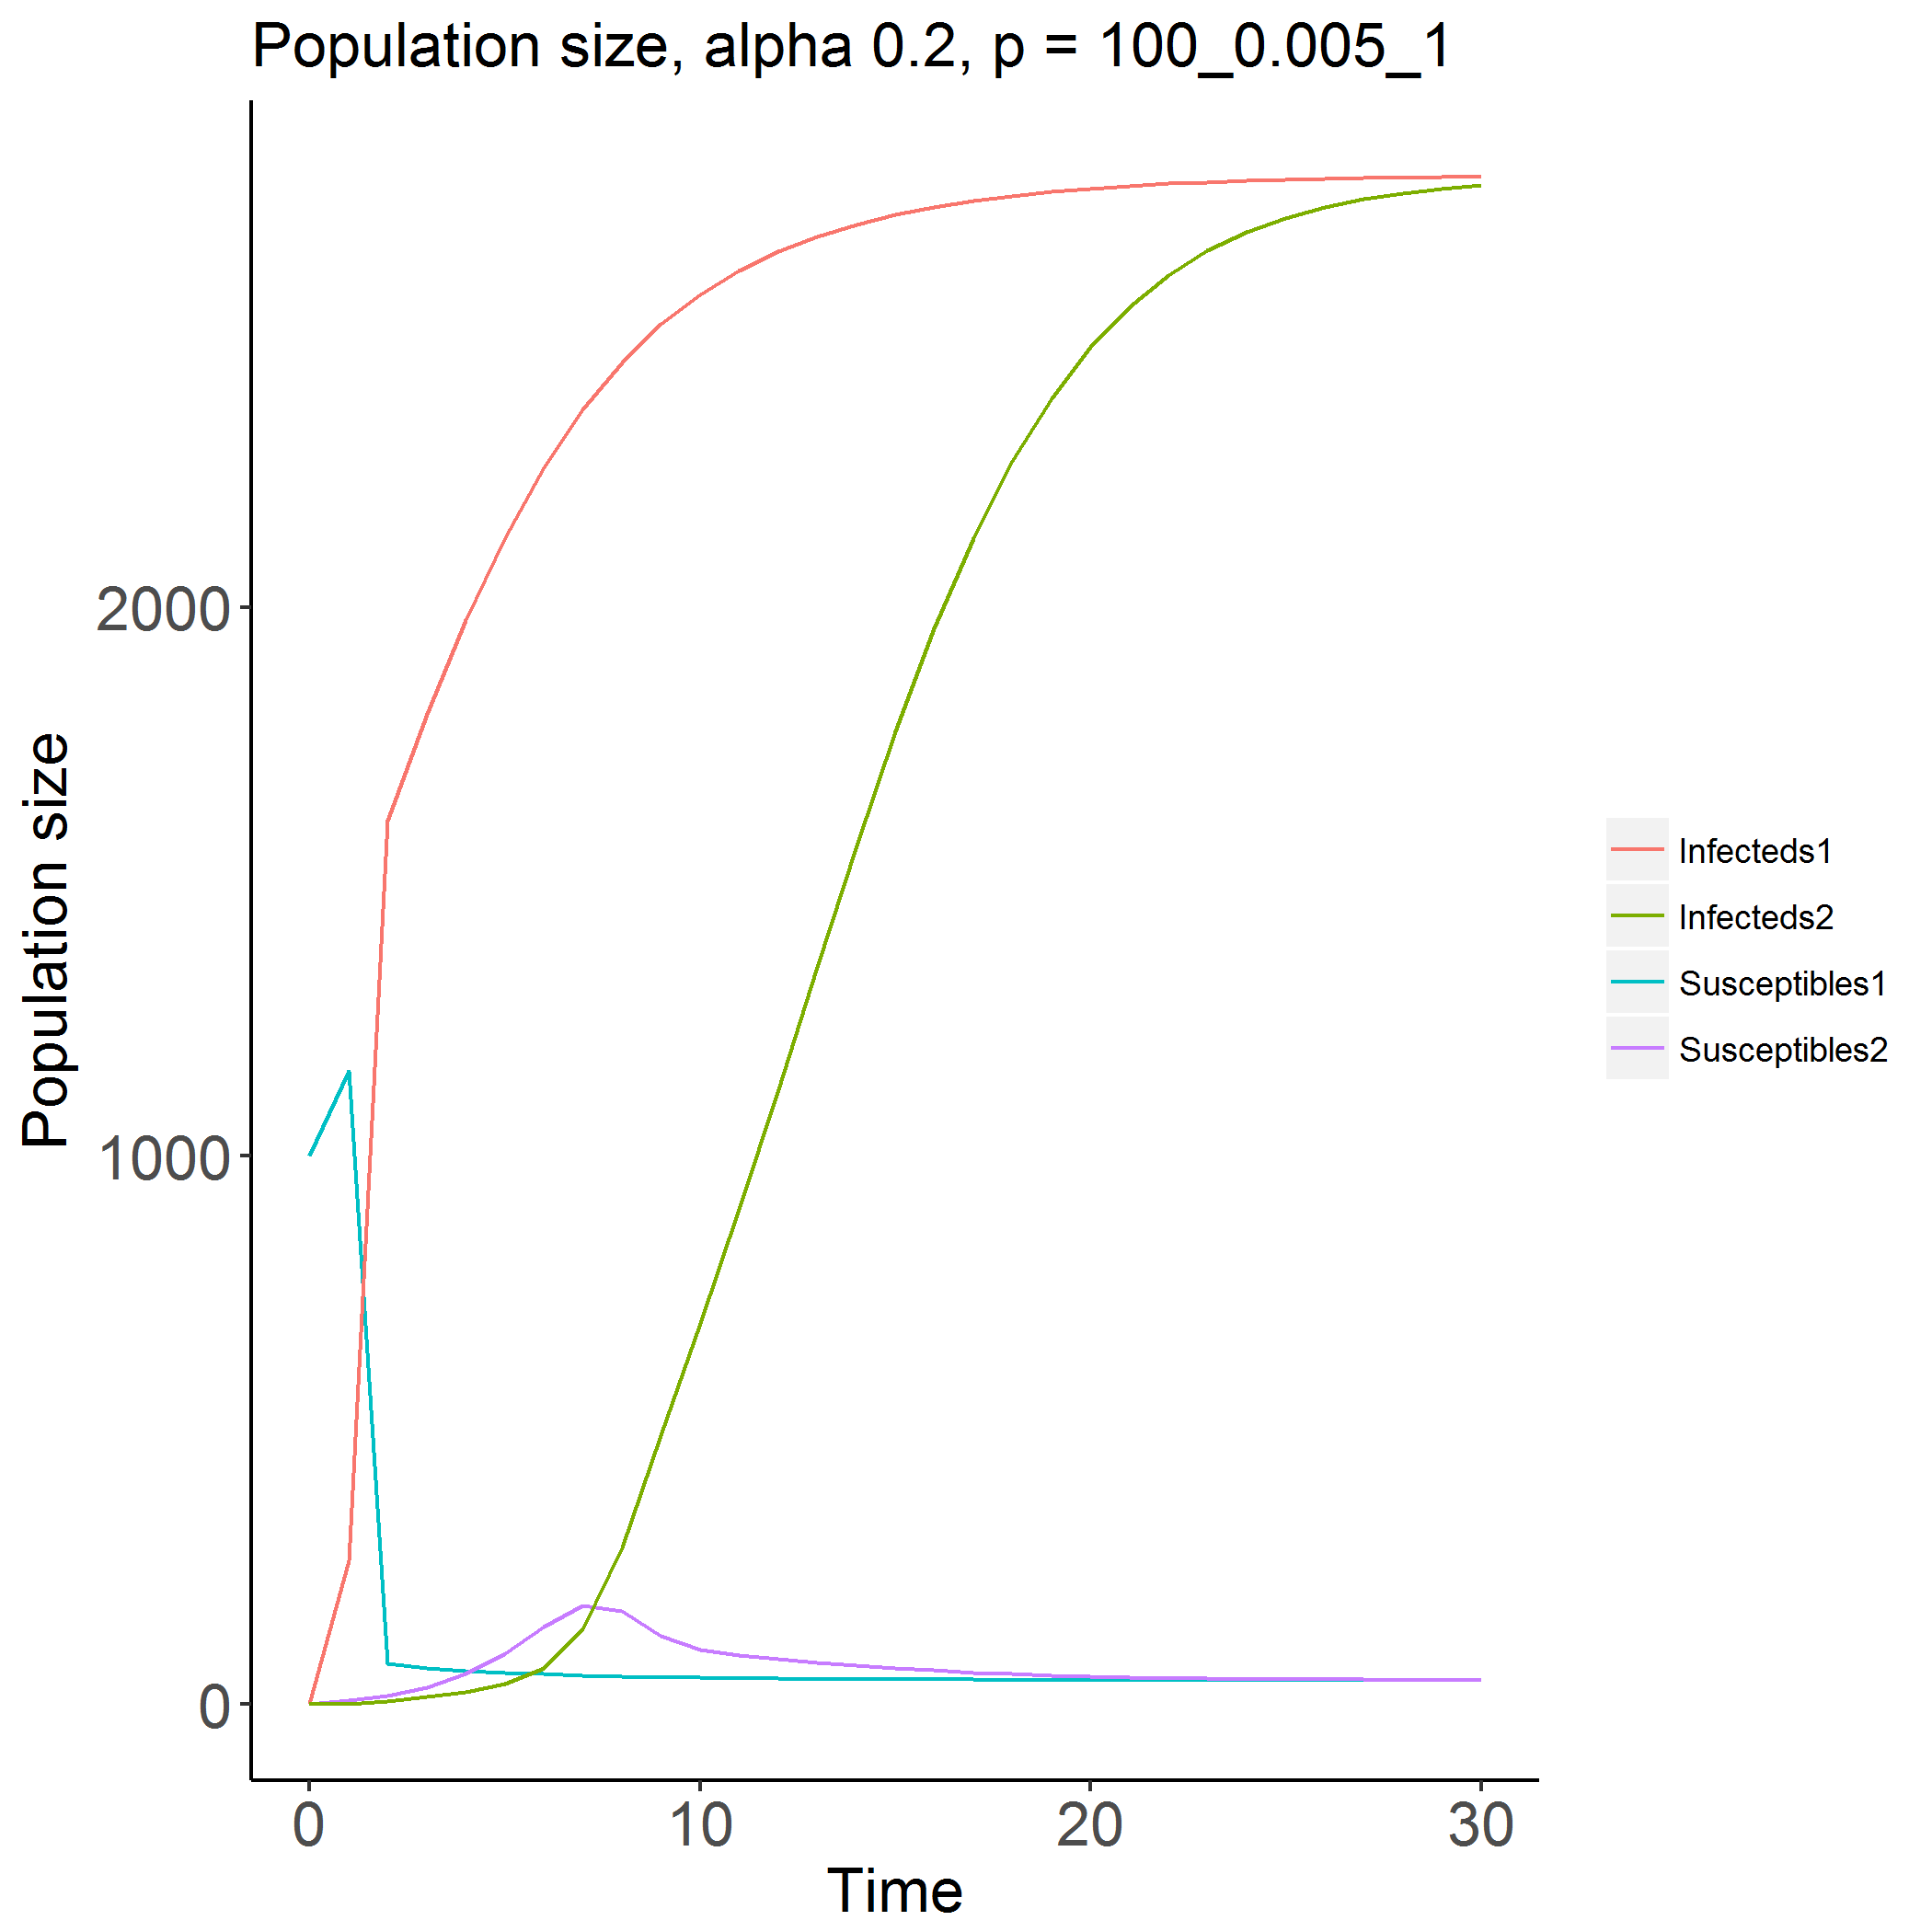 Population size, alpha 0.2, p = 100_0.005_1
Population size
2000
1000
0
0 10 20 30
Time
Infecteds1
Infecteds2
Susceptibles1
Susceptibles2